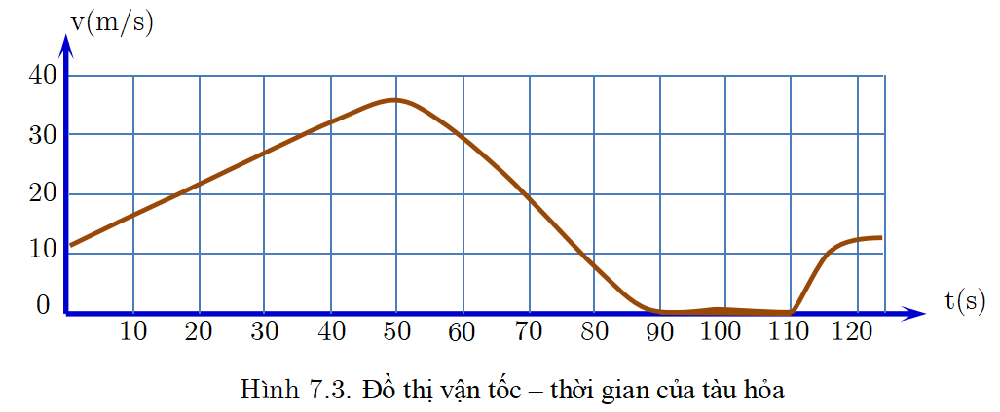 v(m/s)
40
30
20
10
0
10 20 30 40 50 60 70 80 90 100 110 120
t(s)
Hình 7.3. Đồ thị vận tốc – thời gian của tàu hỏa